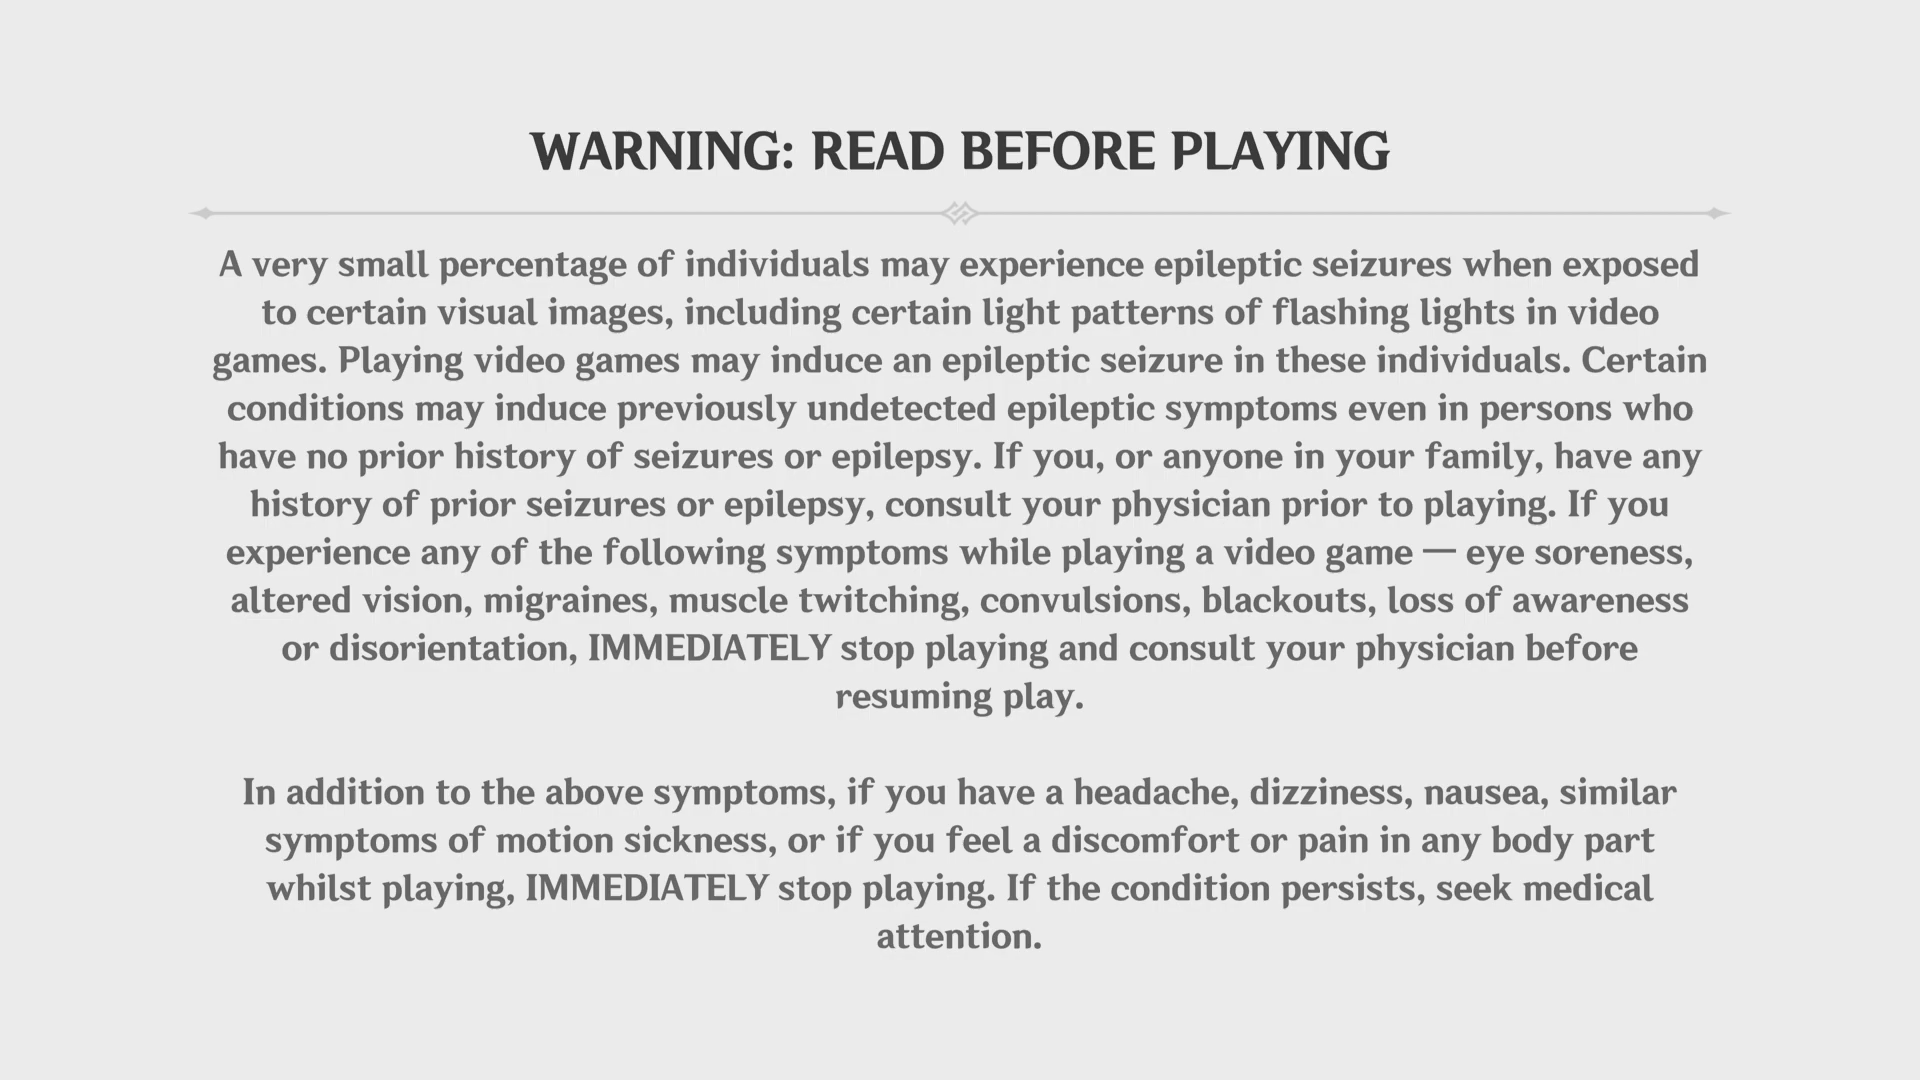 WARNING: READ BEFORE PLAYING
A very small percentage of individuals may experience epileptic seizures when exposed
to certain visual images, including certain light patterns of flashing lights in video
games. Playing video games may induce an epileptic seizure in these individuals. Certain
conditions may induce previously undetected epileptic symptoms even in persons who
have no prior history of seizures or epilepsy. If you, or anyone in your family, have any
history of prior seizures or epilepsy, consult your physician prior to playing. If you
experience any of the following symptoms while playing a video game — eye soreness,
altered vision, migraines, muscle twitching, convulsions, blackouts, loss of awareness
or disorientation, IMMEDIATELY stop playing and consult your physician before
resuming play.
In addition to the above symptoms, if you have a headache, dizziness, nausea, similar
symptoms of motion sickness, or if you feel a discomfort or pain in any body part
whilst playing, IMMEDIATELY stop playing. If the condition persists, seek medical
attention.